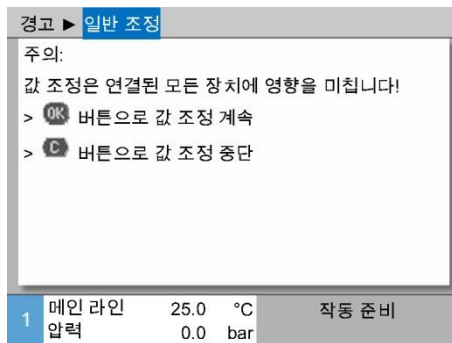 경고 ▶ 일반 조정
주의:
값 조정은 연결된 모든 장치에 영향을 미칩니다!
> OK 버튼으로 값 조정 계속
> C 버튼으로 값 조정 중단
1 메인 라인 25.0 °C 작동 준비
압력 0.0 bar